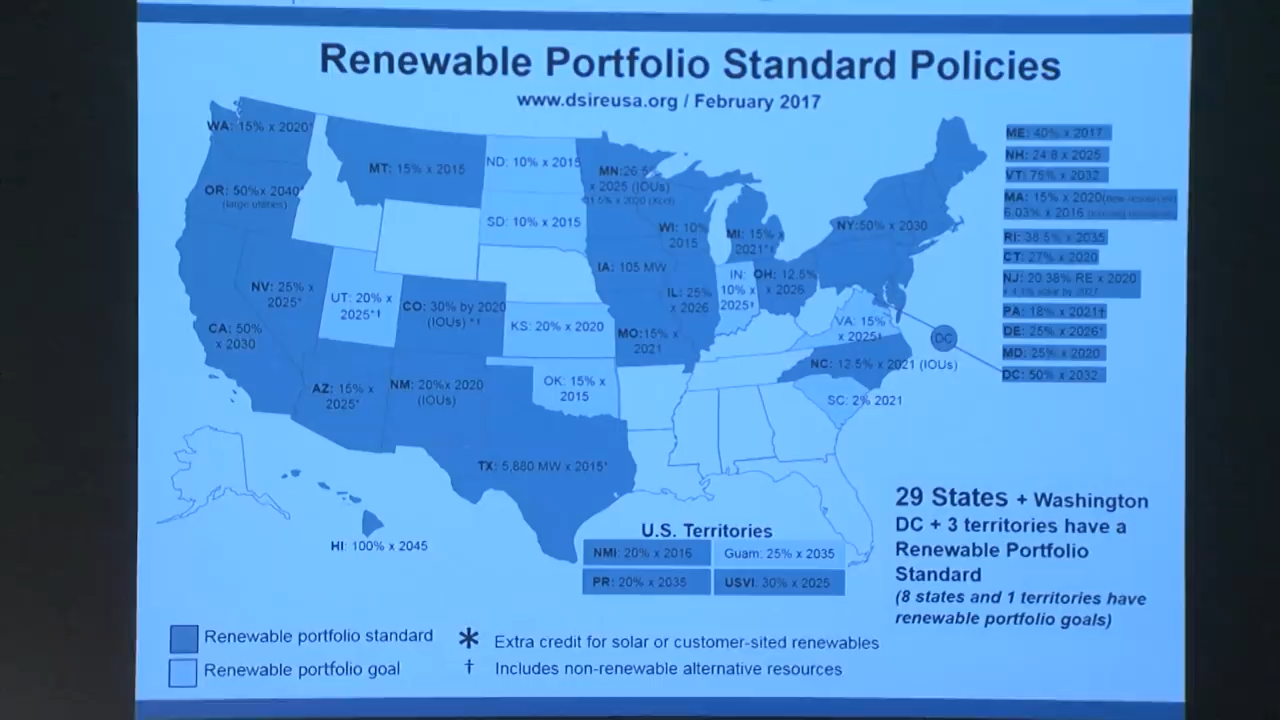 Renewable Portfolio Standard Policies
www.dsireusa.org / February 2017
WA: 15% x 2020*
OR: 50%x 2040*
(large utilities)
MT: 15% x 2015
ND: 10% x 2015
SD: 10% x 2015
MN:26.5%
x 2025 (IOUs)
31.5% x 2020 (Xcel)
WI: 10%
2015
MI: 15% x
2021*†
NY:50% x 2030
NV: 25% x
2025*
UT: 20% x
2025*†
CO: 30% by 2020
(IOUs) *†
CA: 50%
x 2030
KS: 20% x 2020
IA: 105 MW
IL: 25%
x 2026
IN:
10% x
2025†
OH: 12.5%
x 2026
MO:15% x
2021
VA: 15%
x 2025†
DC
NC: 12.5% x 2021 (IOUs)
SC: 2% 2021
AZ: 15% x
2025*
NM: 20%x 2020
(IOUs)
OK: 15% x
2015
TX: 5,880 MW x 2015*
HI: 100% x 2045
ME: 40% x 2017
NH: 24.8 x 2025
VT: 75% x 2032
MA: 15% x 2020(new resources)
6.03% x 2016
RI: 38.5% x 2035
CT: 27% x 2020
NJ: 20.38% RE x 2020
+ 4.1% solar by 2027
PA: 18% x 2021†
DE: 25% x 2026*
MD: 25% x 2020
DC: 50% x 2032
U.S. Territories
NMI: 20% x 2016
Guam: 25% x 2035
PR: 20% x 2035
USVI: 30% x 2025
29 States + Washington
DC + 3 territories have a
Renewable Portfolio
Standard
(8 states and 1 territories have
renewable portfolio goals)
Renewable portfolio standard
* Extra credit for solar or customer-sited renewables
Renewable portfolio goal
† Includes non-renewable alternative resources